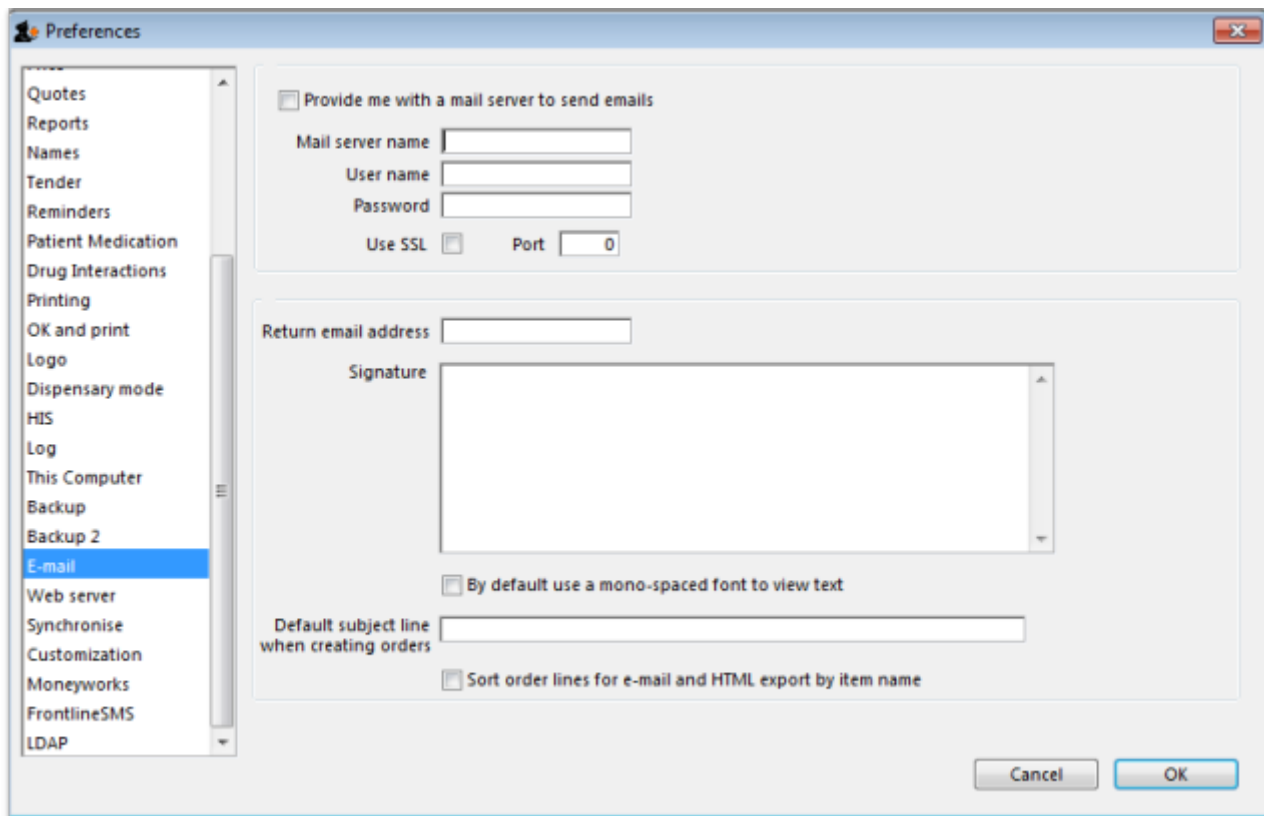 Preferences
Quotes
Reports
Names
Tender
Reminders
Patient Medication
Drug Interactions
Printing
OK and print
Logo
Dispensary mode
HIS
Log
This Computer
Backup
Backup 2
E-mail
Web server
Synchronise
Customization
Moneyworks
FrontlineSMS
LDAP
Provide me with a mail server to send emails
Mail server name
User name
Password
Use SSL Port 0
Return email address
Signature
By default use a mono-spaced font to view text
Default subject line
when creating orders
Sort order lines for e-mail and HTML export by item name
Cancel OK